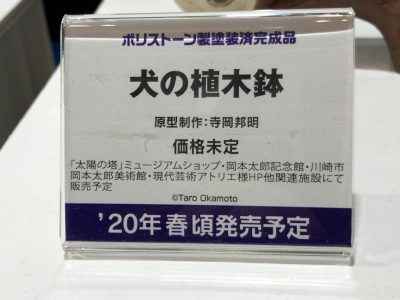 ポリストーン製塗装済完成品
犬の植木鉢
原型制作：寺岡邦明
価格未定
「太陽の塔」ミュージアムショップ・岡本太郎記念館・川崎市
岡本太郎美術館・現代芸術アトリエ様HP他関連施設にて
販売予定
©Taro Okamoto
’20年春頃発売予定